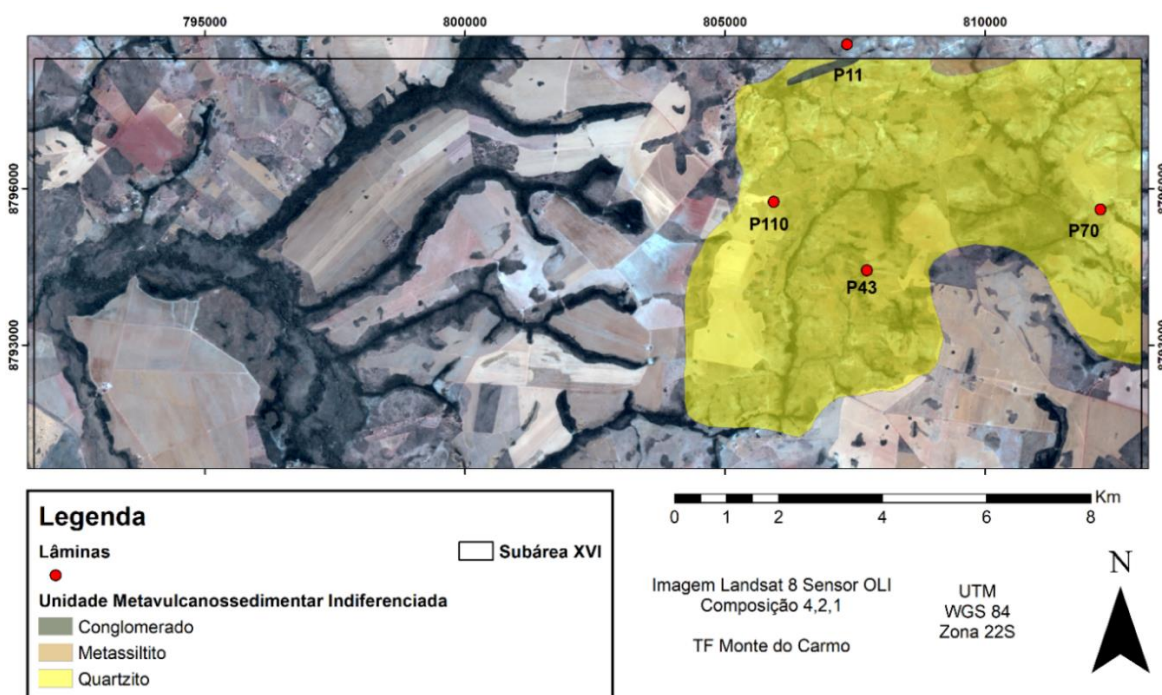 795000
800000
805000
810000
P11
8796000
8796000
P110
P70
P43
8793000
8793000
Legenda
Lâminas
Subárea XVI
Unidade Metavulcanossedimentar Indiferenciada
Conglomerado
Metassiltito
Quartzito
Km
0 1 2 4 6 8
Imagem Landsat 8 Sensor OLI
Composição 4,2,1
TF Monte do Carmo
UTM
WGS 84
Zona 22S
N